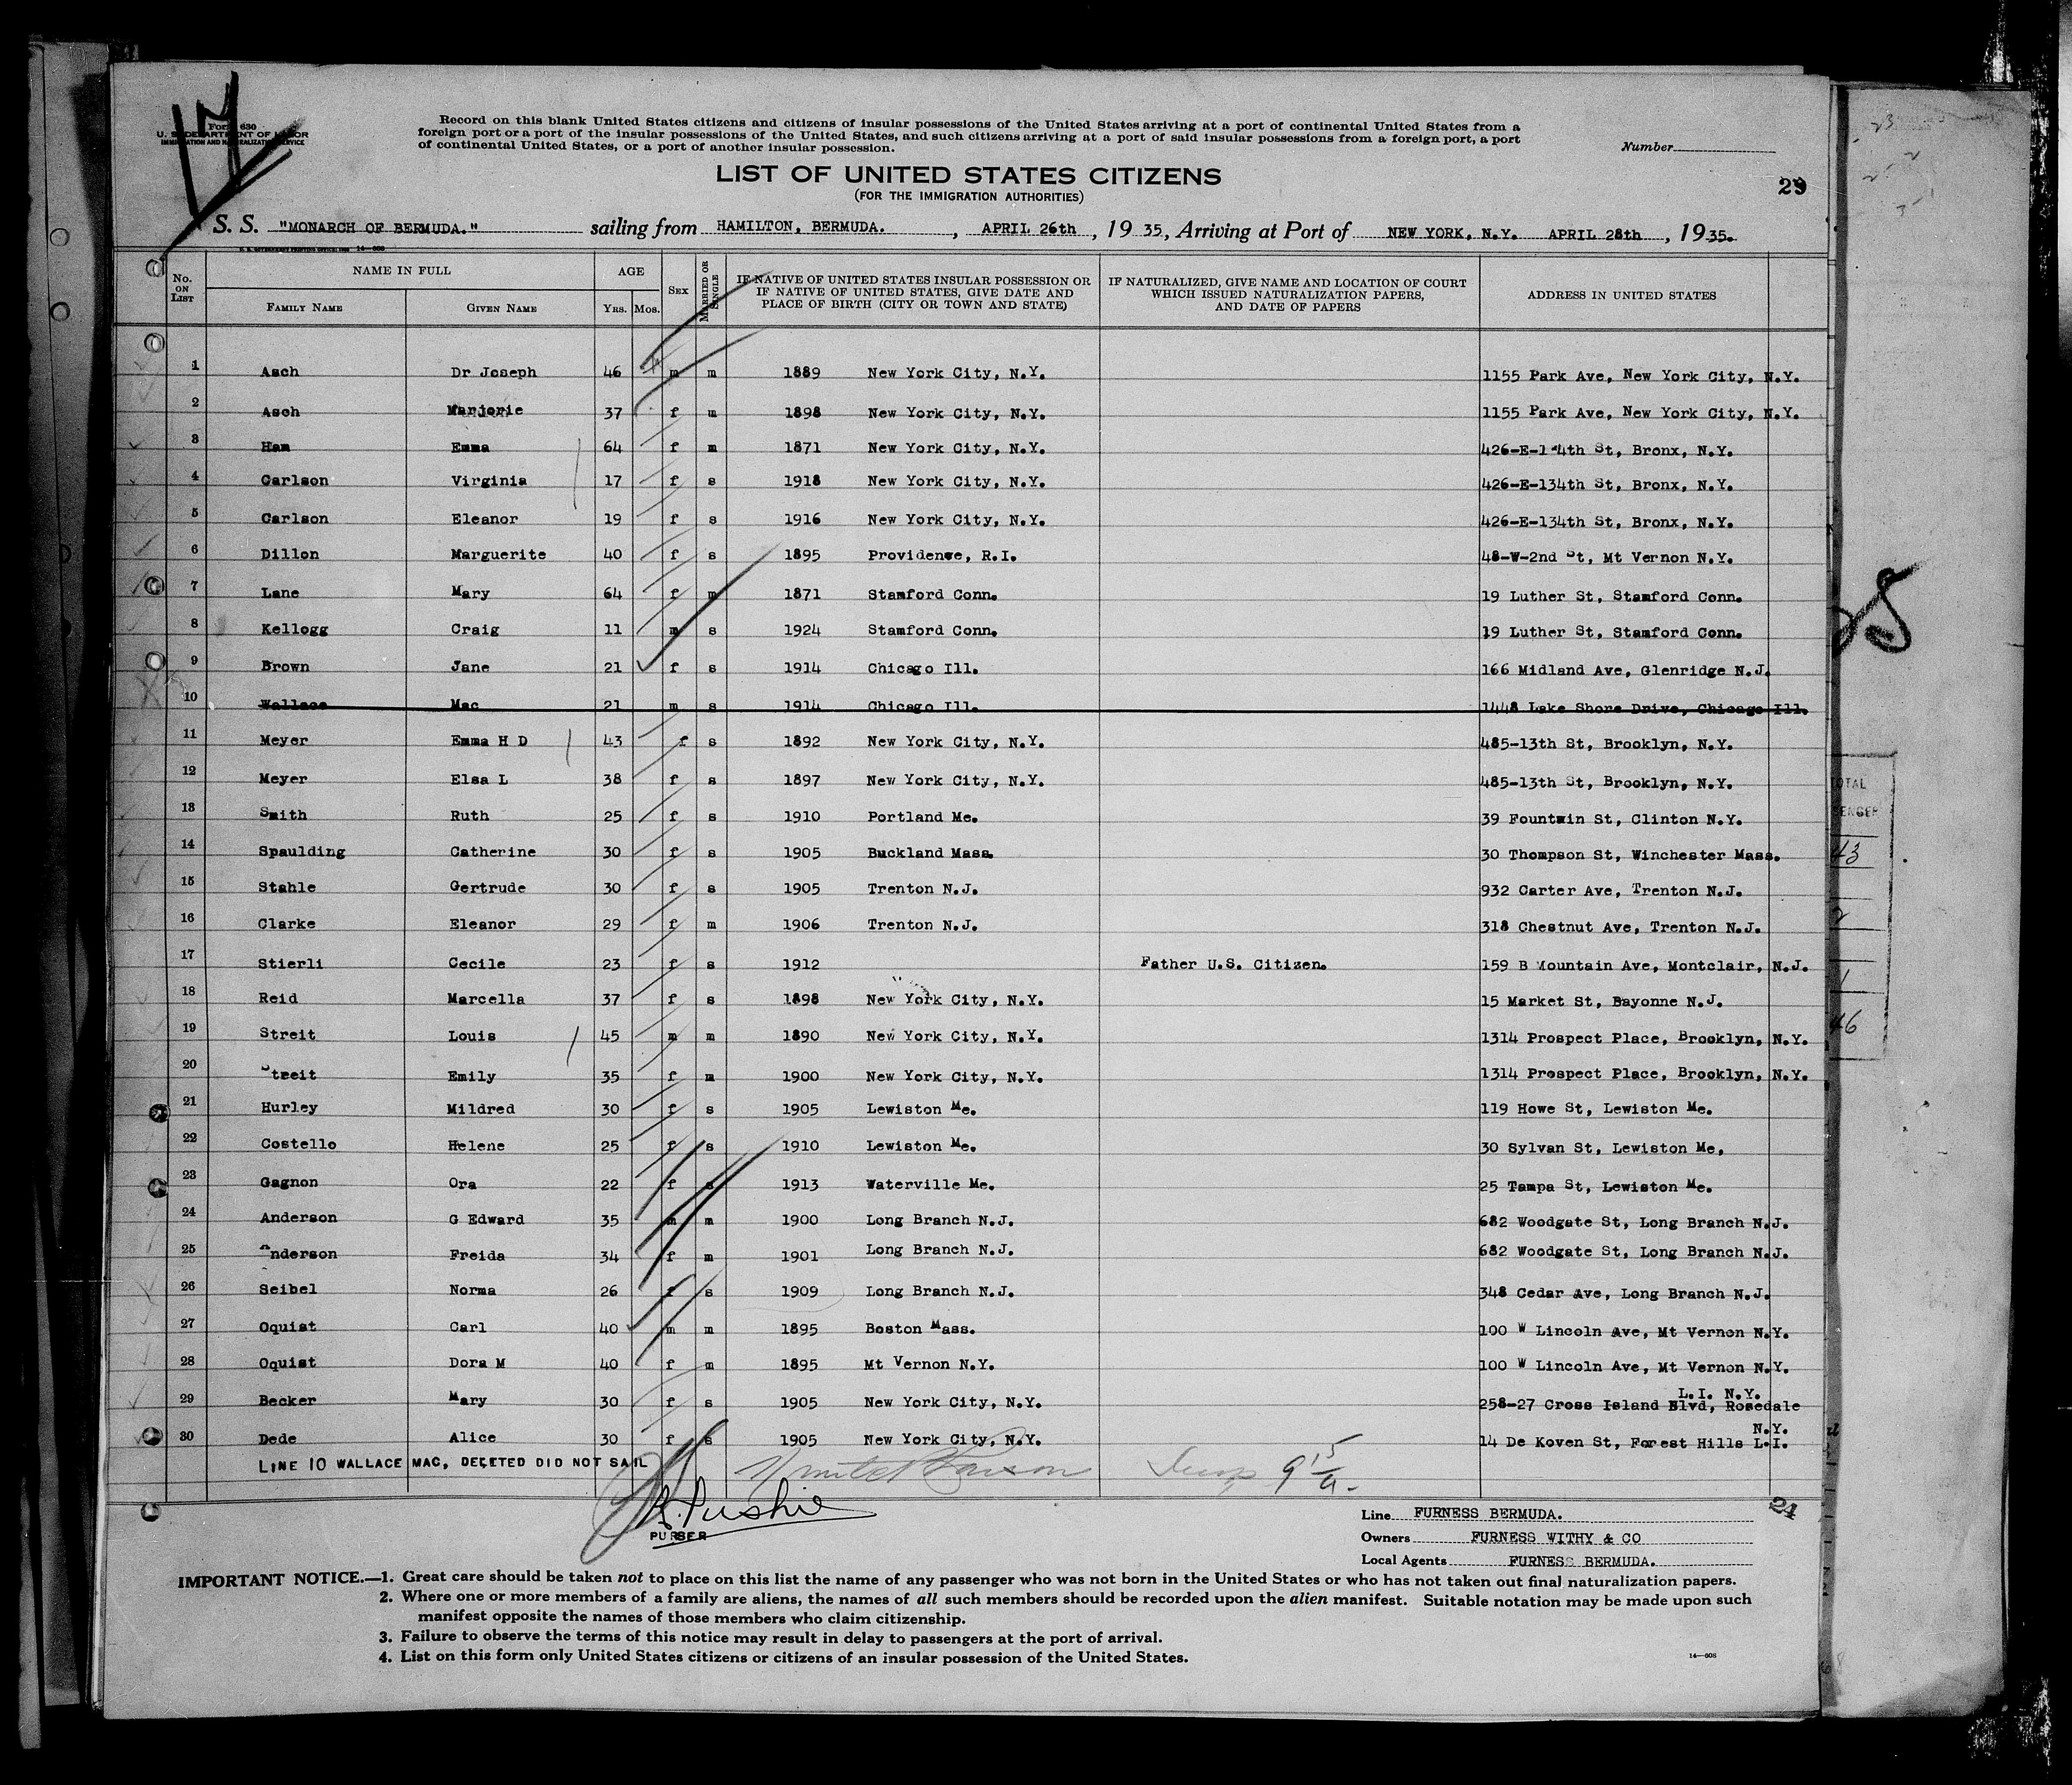 Form 630
U. S. DEPARTMENT OF LABOR
IMMIGRATION AND NATURALIZATION SERVICE
Record on this blank United States citizens and citizens of insular possessions of the United States arriving at a port of continental United States from a
foreign port or a port of the insular possessions of the United States, and such citizens arriving at a port of said insular possessions from a foreign port, a port
of continental United States, or a port of another insular possession.
Number
LIST OF UNITED STATES CITIZENS
(FOR THE IMMIGRATION AUTHORITIES)
29
S. S. "MONARCH OF BERMUDA." sailing from HAMILTON, BERMUDA. , APRIL 26th , 19 35, Arriving at Port of NEW YORK, N.Y. APRIL 28th , 19 35.
No. ON LIST NAME IN FULL AGE SEX MARRIED OR SINGLE IF NATIVE OF UNITED STATES INSULAR POSSESSION OR IF NATIVE OF UNITED STATES, GIVE DATE AND PLACE OF BIRTH (CITY OR TOWN AND STATE) IF NATURALIZED, GIVE NAME AND LOCATION OF COURT WHICH ISSUED NATURALIZATION PAPERS, AND DATE OF PAPERS ADDRESS IN UNITED STATES
FAMILY NAME GIVEN NAME YRS. MOS.
1 Asch Dr Joseph 46 m m 1889 New York City, N.Y. 1155 Park Ave, New York City, N.Y.
2 Asch Marjorie 37 f m 1898 New York City, N.Y. 1155 Park Ave, New York City, N.Y.
3 Ham Emma 64 f m 1871 New York City, N.Y. 426-E-1 4th St, Bronx, N.Y.
4 Carlson Virginia 17 f s 1918 New York City, N.Y. 426-E-134th St, Bronx, N.Y.
5 Carlson Eleanor 19 f s 1916 New York City, N.Y. 426-E-134th St, Bronx, N.Y.
6 Dillon Marguerite 40 f s 1895 Providence, R.I. 48-W-2nd St, Mt Vernon N.Y.
7 Lane Mary 64 f m 1871 Stamford Conn. 19 Luther St, Stamford Conn.
8 Kellogg Craig 11 m s 1924 Stamford Conn. 19 Luther St, Stamford Conn.
9 Brown Jane 21 f s 1914 Chicago Ill. 166 Midland Ave, Glenridge N.J.
10 Wallace Mac 21 m s 1914 Chicago Ill. 1448 Lake Shore Drive, Chicago Ill.
11 Meyer Emma H D 43 f s 1892 New York City, N.Y. 485-13th St, Brooklyn, N.Y.
12 Meyer Elsa L 38 f s 1897 New York City, N.Y. 485-13th St, Brooklyn, N.Y.
13 Smith Ruth 25 f s 1910 Portland Me. 39 Fountain St, Clinton N.Y.
14 Spaulding Catherine 30 f s 1905 Buckland Mass. 30 Thompson St, Winchester Mass.
15 Stahle Gertrude 30 f s 1905 Trenton N.J. 932 Carter Ave, Trenton N.J.
16 Clarke Eleanor 29 f m 1906 Trenton N.J. 318 Chestnut Ave, Trenton N.J.
17 Stierli Cecile 23 f s 1912 Father U.S. Citizen. 159 B Mountain Ave, Montclair, N.J.
18 Reid Marcella 37 f s 1898 New York City, N.Y. 15 Market St, Bayonne N.J.
19 Streit Louis 45 m m 1890 New York City, N.Y. 1314 Prospect Place, Brooklyn, N.Y.
20 Streit Emily 35 f m 1900 New York City, N.Y. 1314 Prospect Place, Brooklyn, N.Y.
21 Hurley Mildred 30 f s 1905 Lewiston Me. 119 Howe St, Lewiston Me.
22 Costello Helene 25 f s 1910 Lewiston Me. 30 Sylvan St, Lewiston Me.
23 Gagnon Ora 22 f s 1913 Waterville Me. 25 Tampa St, Lewiston Me.
24 Anderson G Edward 35 m m 1900 Long Branch N.J. 682 Woodgate St, Long Branch N.J.
25 Anderson Freida 34 f m 1901 Long Branch N.J. 682 Woodgate St, Long Branch N.J.
26 Seibel Norma 26 f s 1909 Long Branch N.J. 348 Cedar Ave, Long Branch N.J.
27 Oquist Carl 40 m m 1895 Boston Mass. 100 W Lincoln Ave, Mt Vernon N.Y.
28 Oquist Dora M 40 f m 1895 Mt Vernon N.Y. 100 W Lincoln Ave, Mt Vernon N.Y.
29 Becker Mary 30 f s 1905 New York City, N.Y. 258-27 Cross Island Blvd, Rosedale L.I. N.Y.
30 Dede Alice 30 f s 1905 New York City, N.Y. 14 De Koven St, Forest Hills L.I. N.Y.
LINE 10 WALLACE MAC, DELETED DID NOT SAIL
R. Pushie
PURSER
24
Line FURNESS BERMUDA.
Owners FURNESS WITHY & CO
Local Agents FURNESS BERMUDA.
IMPORTANT NOTICE.—1. Great care should be taken not to place on this list the name of any passenger who was not born in the United States or who has not taken out final naturalization papers.
2. Where one or more members of a family are aliens, the names of all such members should be recorded upon the alien manifest. Suitable notation may be made upon such
manifest opposite the names of those members who claim citizenship.
3. Failure to observe the terms of this notice may result in delay to passengers at the port of arrival.
4. List on this form only United States citizens or citizens of an insular possession of the United States.
14—608